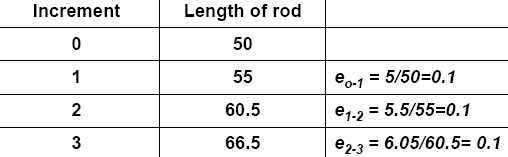 Increment Length of rod
0 50
1 55 e₀₋₁ = 5/50=0.1
2 60.5 e₁₋₂ = 5.5/55=0.1
3 66.5 e₂₋₃ = 6.05/60.5= 0.1